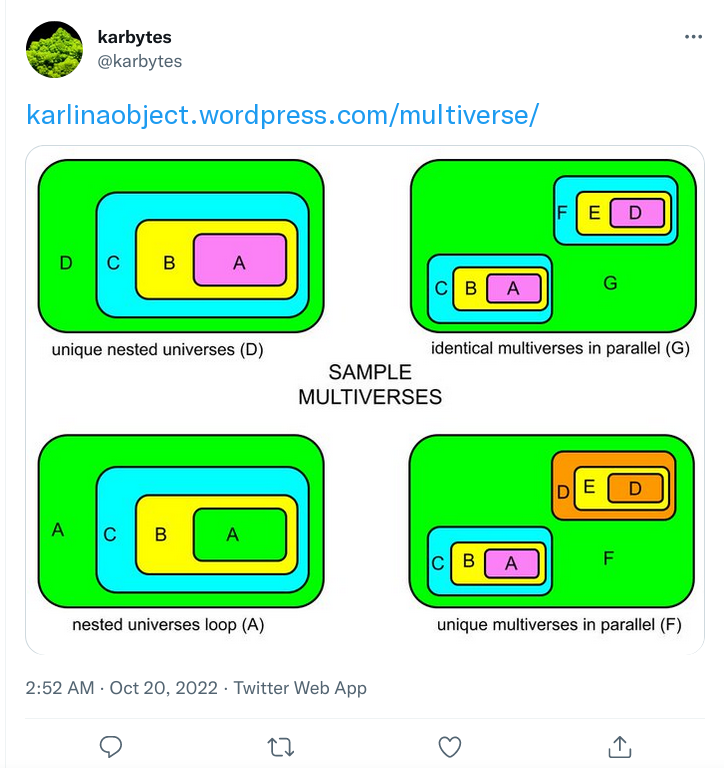 karbytes
@karbytes
karlinaobject.wordpress.com/multiverse/
D C B A
unique nested universes (D)
F E D
C B A
G
identical multiverses in parallel (G)
SAMPLE
MULTIVERSES
A C B A
nested universes loop (A)
D E D
C B A
F
unique multiverses in parallel (F)
2:52 AM · Oct 20, 2022 · Twitter Web App